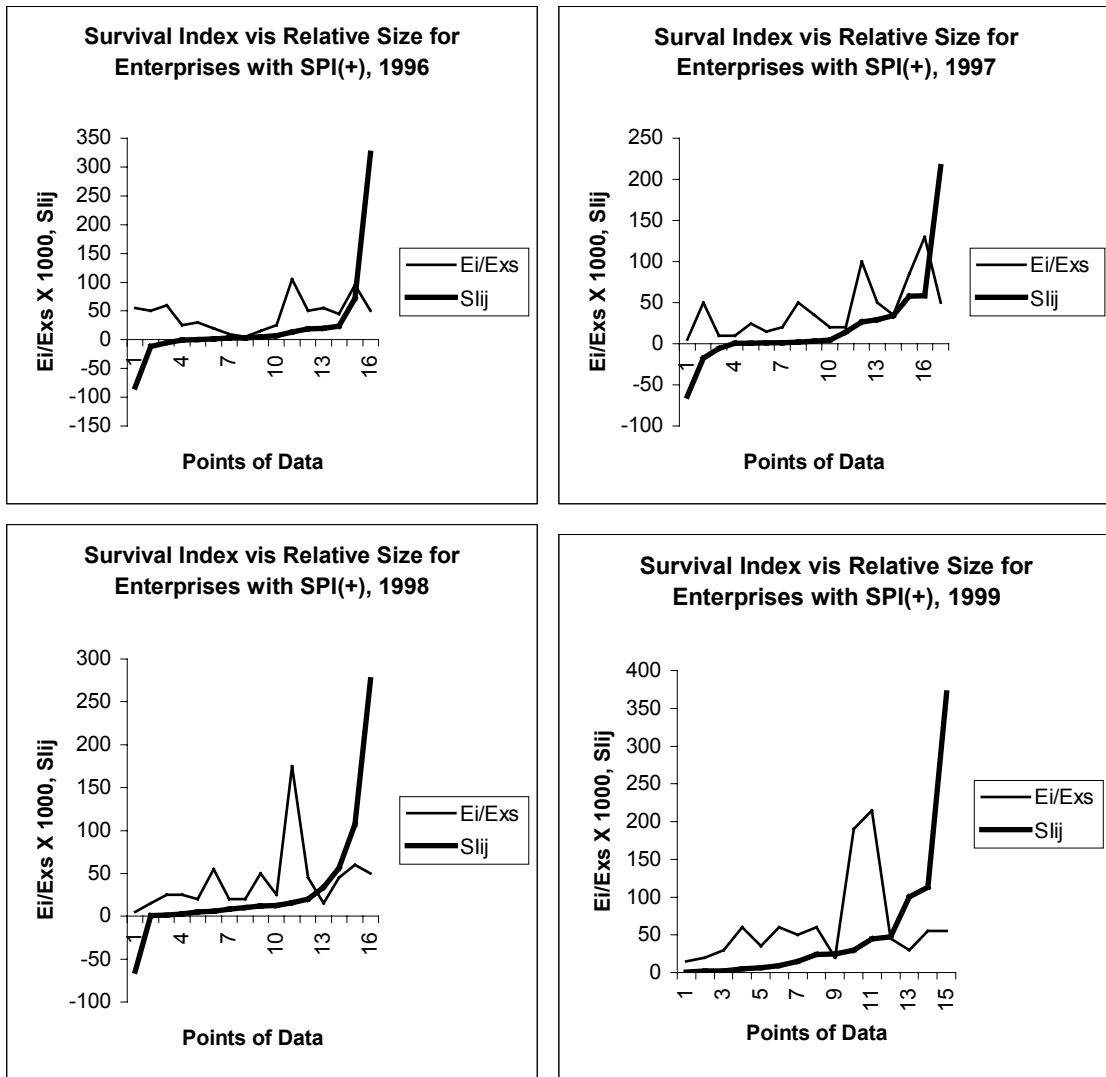 Survival Index vis Relative Size for
Enterprises with SPI(+), 1996
350
300
250
200
150
100
50
0
-50
-100
-150
1
4
7
10
13
16
Ei/Exs X 1000, SIij
Points of Data
Ei/Exs
SIij
Surval Index vis Relative Size for
Enterprises with SPI(+), 1997
250
200
150
100
50
0
-50
-100
1
4
7
10
13
16
Ei/Exs X 1000, SIij
Points of Data
Ei/Exs
SIij
Survival Index vis Relative Size for
Enterprises with SPI(+), 1998
300
250
200
150
100
50
0
-50
-100
1
4
7
10
13
16
Ei/Exs X 1000, SIij
Points of Data
Ei/Exs
SIij
Survival Index vis Relative Size for
Enterprises with SPI(+), 1999
400
350
300
250
200
150
100
50
0
1
3
5
7
9
11
13
15
Ei/Exs X 1000, SIij
Points of Data
Ei/Exs
SIij